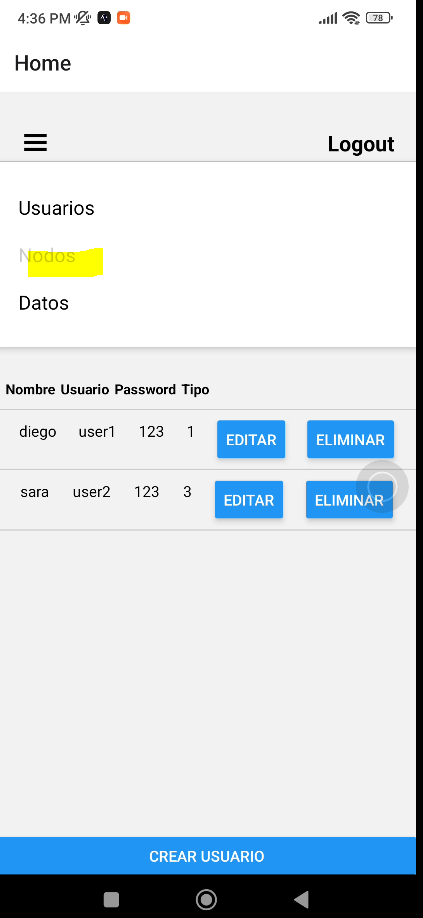 4:36 PM 78
Home
Logout
Usuarios
Nodos
Datos
Nombre Usuario Password Tipo
diego user1 123 1 EDITAR ELIMINAR
sara user2 123 3 EDITAR ELIMINAR
CREAR USUARIO